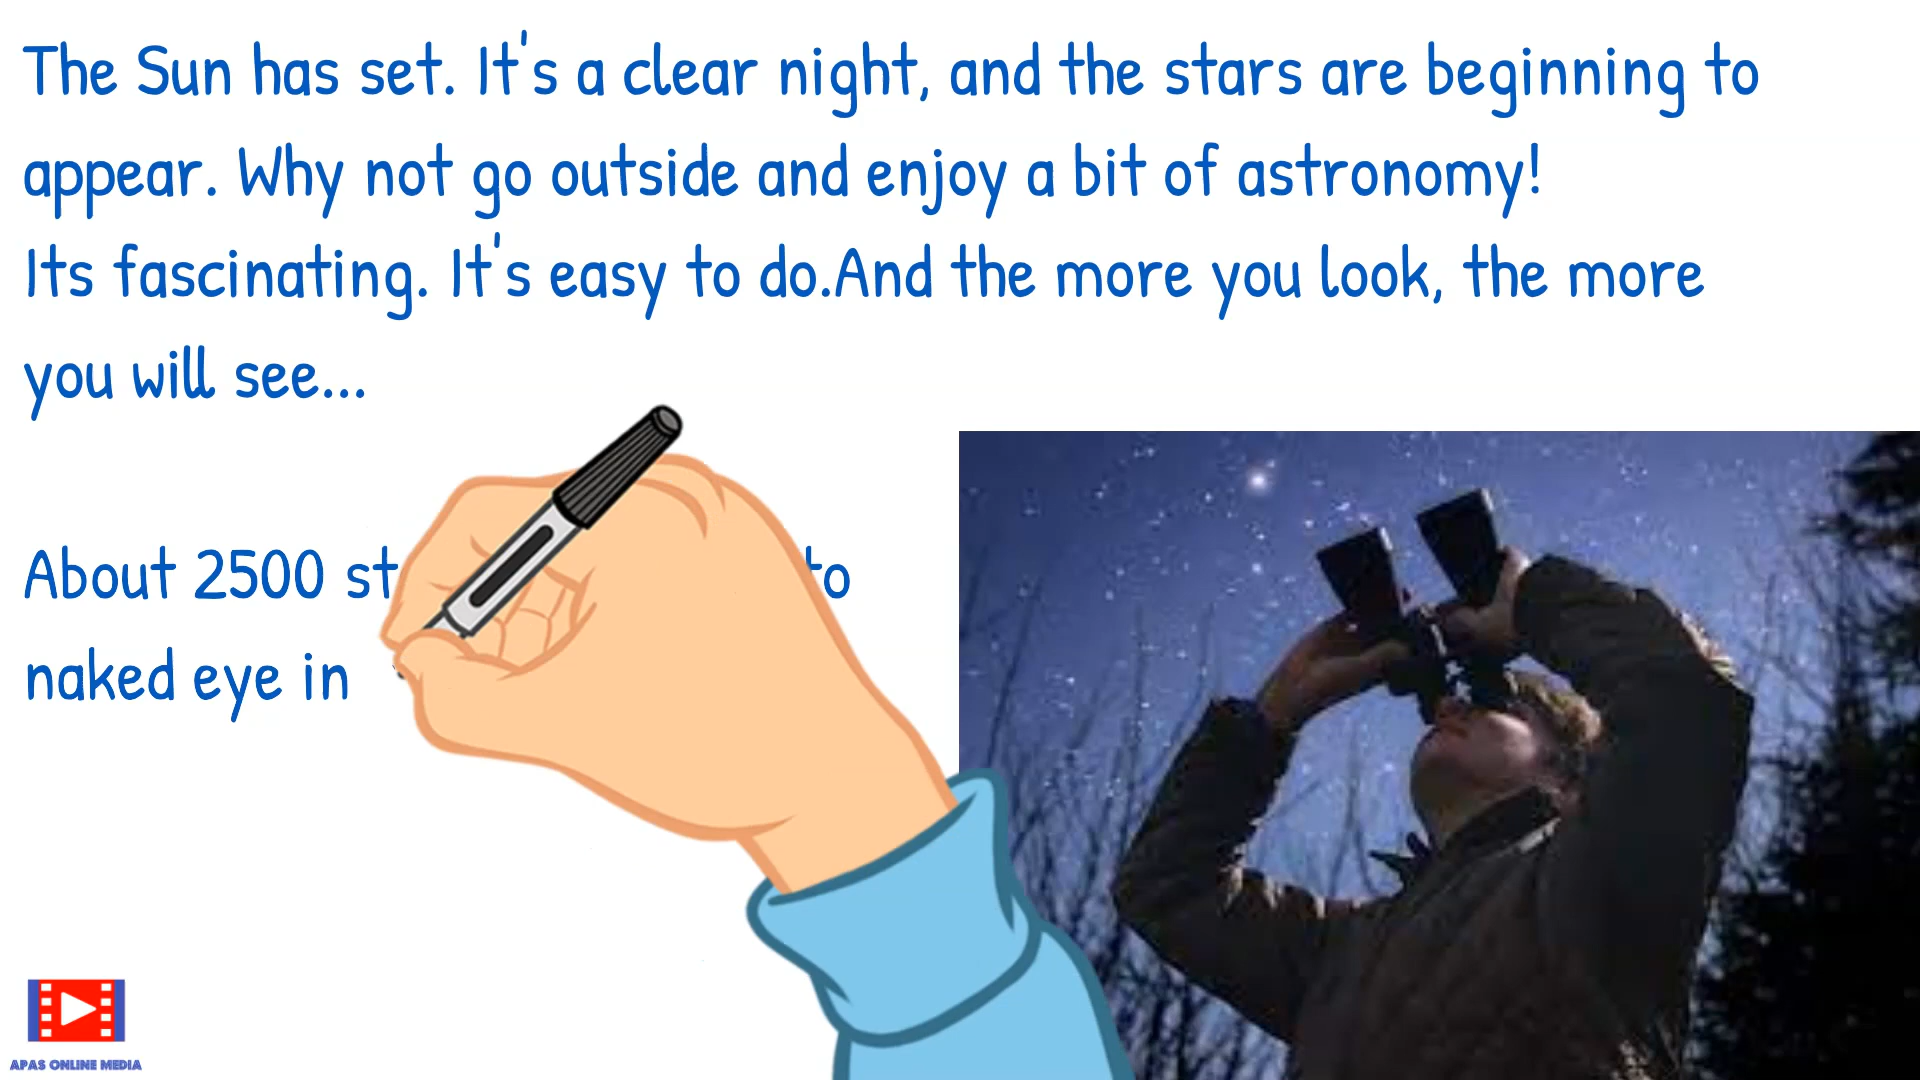 The Sun has set. It's a clear night, and the stars are beginning to
appear. Why not go outside and enjoy a bit of astronomy!
Its fascinating. It's easy to do.And the more you look, the more
you will see...
About 2500 to
naked eye in
APAS ONLINE MEDIA